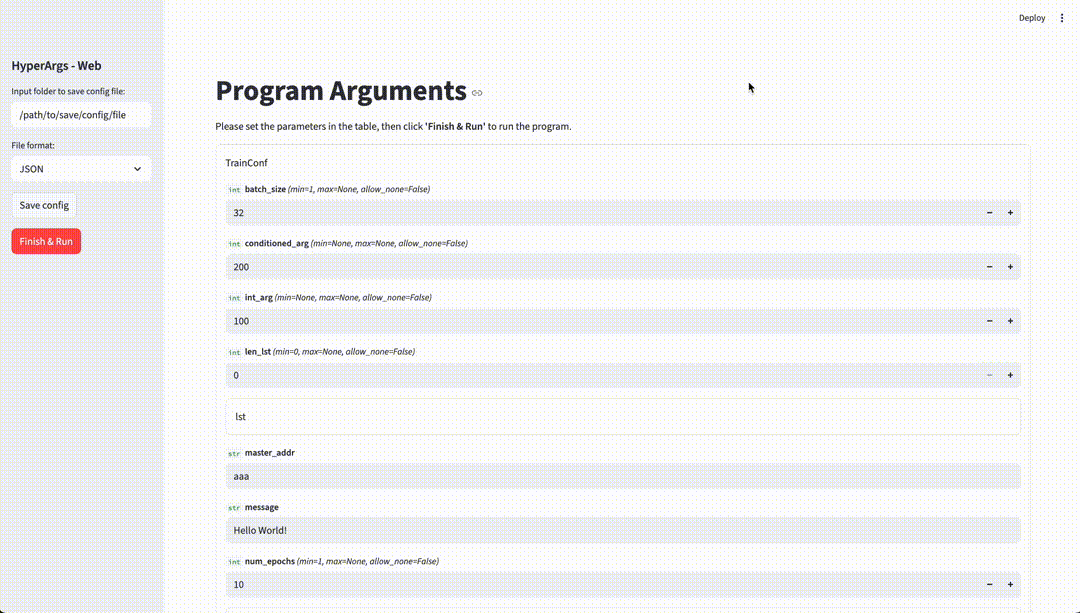 Deploy
HyperArgs - Web
Input folder to save config file:
/path/to/save/config/file
File format:
JSON
Save config
Finish & Run
Program Arguments
Please set the parameters in the table, then click 'Finish & Run' to run the program.
TrainConf
int batch_size (min=1, max=None, allow_none=False)
32
int conditioned_arg (min=None, max=None, allow_none=False)
200
int int_arg (min=None, max=None, allow_none=False)
100
int len_lst (min=0, max=None, allow_none=False)
0
lst
str master_addr
aaa
str message
Hello World!
int num_epochs (min=1, max=None, allow_none=False)
10